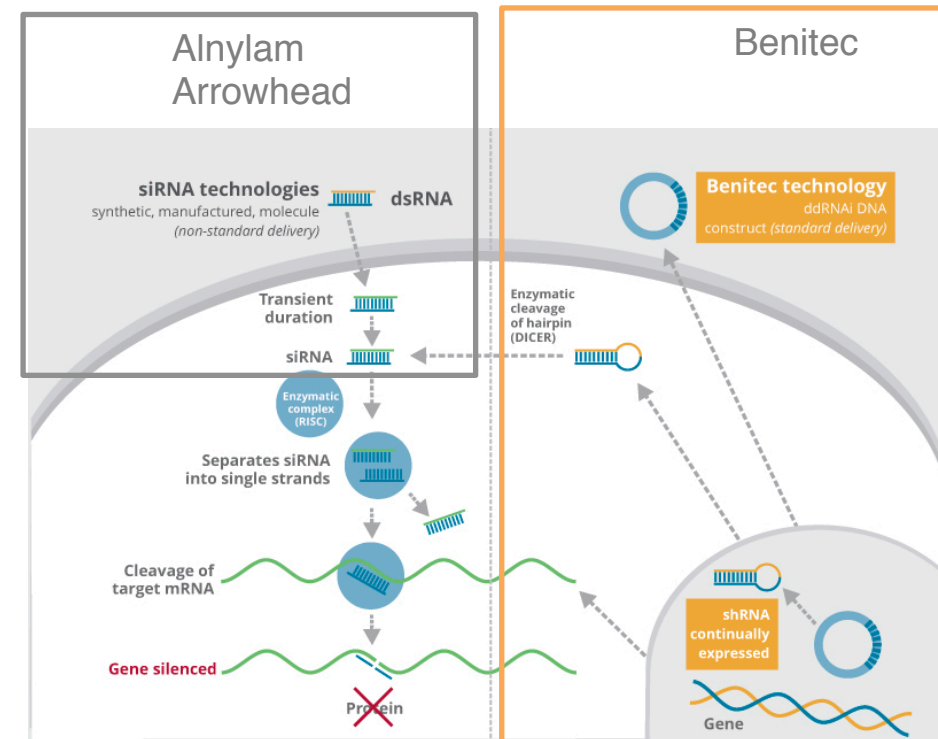 Alnylam
Arrowhead
Benitec
siRNA technologies
synthetic, manufactured, molecule
(non-standard delivery)
dsRNA
Benitec technology
ddRNAi DNA
construct (standard delivery)
Transient
duration
Enzymatic
cleavage
of hairpin
(DICER)
siRNA
Enzymatic
complex
(RISC)
Separates siRNA
into single strands
Cleavage of
target mRNA
shRNA
continually
expressed
Gene silenced
Protein
Gene